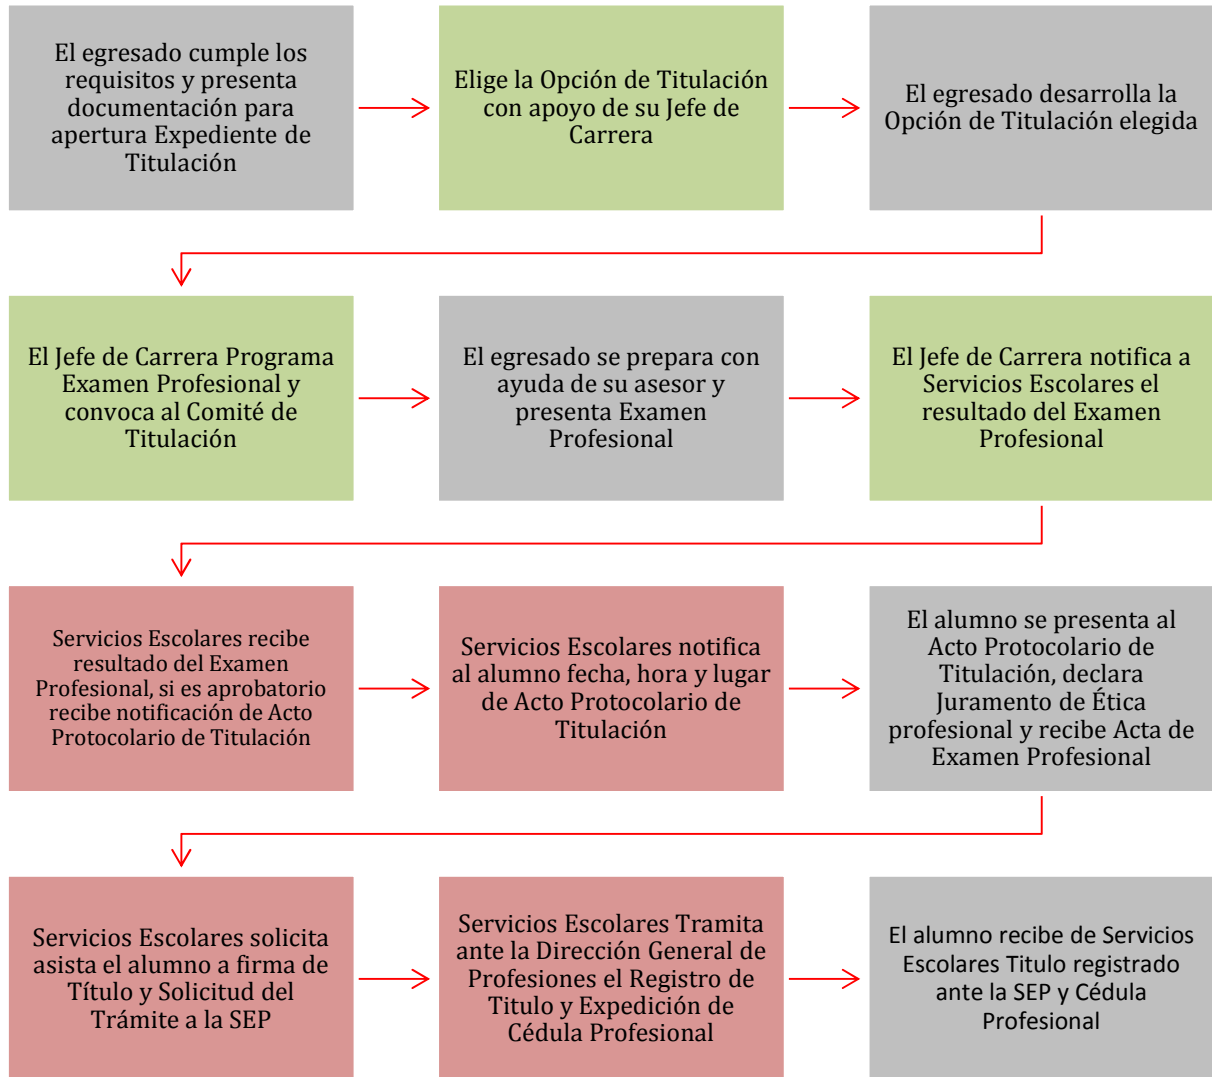 El egresado cumple los
requisitos y presenta
documentación para
apertura Expediente de
Titulación
Elige la Opción de Titulación
con apoyo de su Jefe de
Carrera
El egresado desarrolla la
Opción de Titulación elegida
El Jefe de Carrera Programa
Examen Profesional y
convoca al Comité de
Titulación
El egresado se prepara con
ayuda de su asesor y
presenta Examen
Profesional
El Jefe de Carrera notifica a
Servicios Escolares el
resultado del Examen
Profesional
Servicios Escolares recibe
resultado del Examen
Profesional, si es aprobatorio
recibe notificación de Acto
Protocolario de Titulación
Servicios Escolares notifica
al alumno fecha, hora y lugar
de Acto Protocolario de
Titulación
El alumno se presenta al
Acto Protocolario de
Titulación, declara
Juramento de Ética
profesional y recibe Acta de
Examen Profesional
Servicios Escolares solicita
asista el alumno a firma de
Título y Solicitud del
Trámite a la SEP
Servicios Escolares Tramita
ante la Dirección General de
Profesiones el Registro de
Titulo y Expedición de
Cédula Profesional
El alumno recibe de Servicios
Escolares Titulo registrado
ante la SEP y Cédula
Profesional